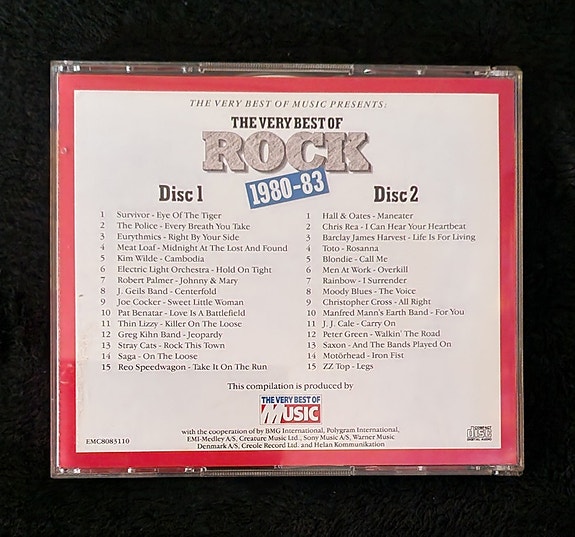 THE VERY BEST OF MUSIC PRESENTS:
THE VERY BEST OF
ROCK
1980-83
Disc 1
1 Survivor - Eye Of The Tiger
2 The Police - Every Breath You Take
3 Eurythmics - Right By Your Side
4 Meat Loaf - Midnight At The Lost And Found
5 Kim Wilde - Cambodia
6 Electric Light Orchestra - Hold On Tight
7 Robert Palmer - Johnny & Mary
8 J. Geils Band - Centerfold
9 Joe Cocker - Sweet Little Woman
10 Pat Benatar - Love Is A Battlefield
11 Thin Lizzy - Killer On The Loose
12 Greg Kihn Band - Jeopardy
13 Stray Cats - Rock This Town
14 Saga - On The Loose
15 Reo Speedwagon - Take It On The Run
Disc 2
1 Hall & Oates - Maneater
2 Chris Rea - I Can Hear Your Heartbeat
3 Barclay James Harvest - Life Is For Living
4 Toto - Rosanna
5 Blondie - Call Me
6 Men At Work - Overkill
7 Rainbow - I Surrender
8 Moody Blues - The Voice
9 Christopher Cross - All Right
10 Manfred Mann's Earth Band - For You
11 J. J. Cale - Carry On
12 Peter Green - Walkin' The Road
13 Saxon - And The Bands Played On
14 Motörhead - Iron Fist
15 ZZ Top - Legs
This compilation is produced by
THE VERY BEST OF
MUSIC
with the cooperation of by BMG International, Polygram International,
EMI-Medley A/S, Creature Music Ltd., Sony Music A/S, Warner Music
Denmark A/S, Creole Record Ltd. and Helan Kommunikation
EMC8083110
COMPACT
disc
DIGITAL AUDIO